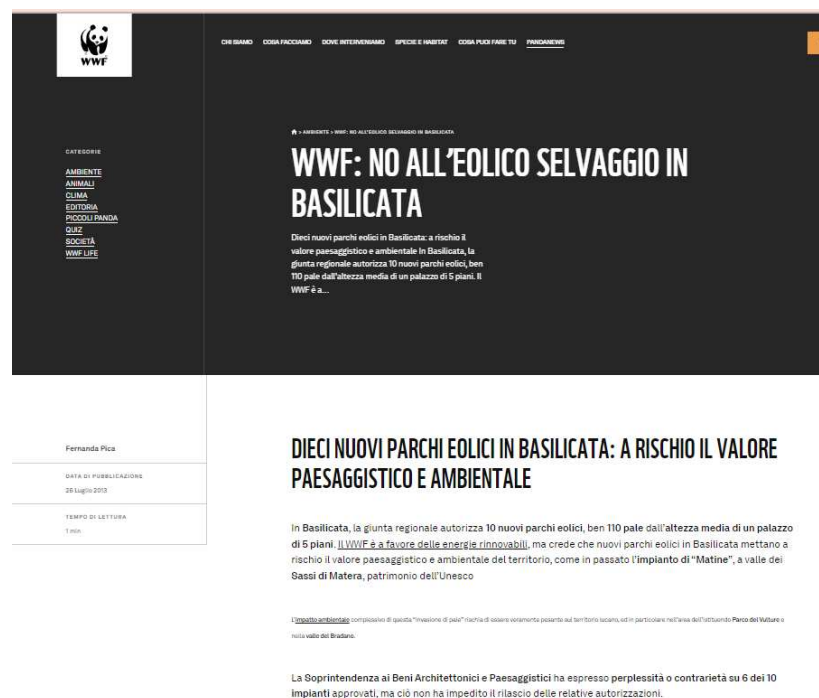 WWF
CHI SIAMO COSA FACCIAMO DOVE INTERVENIAMO SPECIE E HABITAT COSA PUOI FARE TU PANDANEWS
> AMBIENTE > WWF: NO ALL'EOLICO SELVAGGIO IN BASILICATA
WWF: NO ALL'EOLICO SELVAGGIO IN
BASILICATA
Dieci nuovi parchi eolici in Basilicata: a rischio il
valore paesaggistico e ambientale In Basilicata, la
giunta regionale autorizza 10 nuovi parchi eolici, ben
110 pale dall'altezza media di un palazzo di 5 piani. Il
WWF è a...
CATEGORIE
AMBIENTE
ANIMALI
CLIMA
EDITORIA
PICCOLI PANDA
QUIZ
SOCIETÀ
WWF LIFE
Fernanda Pica
DATA DI PUBBLICAZIONE
26 Luglio 2013
TEMPO DI LETTURA
1 min
DIECI NUOVI PARCHI EOLICI IN BASILICATA: A RISCHIO IL VALORE
PAESAGGISTICO E AMBIENTALE
In Basilicata, la giunta regionale autorizza 10 nuovi parchi eolici, ben 110 pale dall'altezza media di un palazzo
di 5 piani. Il WWF è a favore delle energie rinnovabili, ma crede che nuovi parchi eolici in Basilicata mettano a
rischio il valore paesaggistico e ambientale del territorio, come in passato l'impianto di "Matine", a valle dei
Sassi di Matera, patrimonio dell'Unesco
L'impatto ambientale complessivo di questa "invasione di pale" rischia di essere veramente pesante sul territorio lucano, ed in particolare nell'area dell'istituendo Parco del Vulture e
nella valle del Bradano.
La Soprintendenza ai Beni Architettonici e Paesaggistici ha espresso perplessità o contrarietà su 6 dei 10
impianti approvati, ma ciò non ha impedito il rilascio delle relative autorizzazioni.